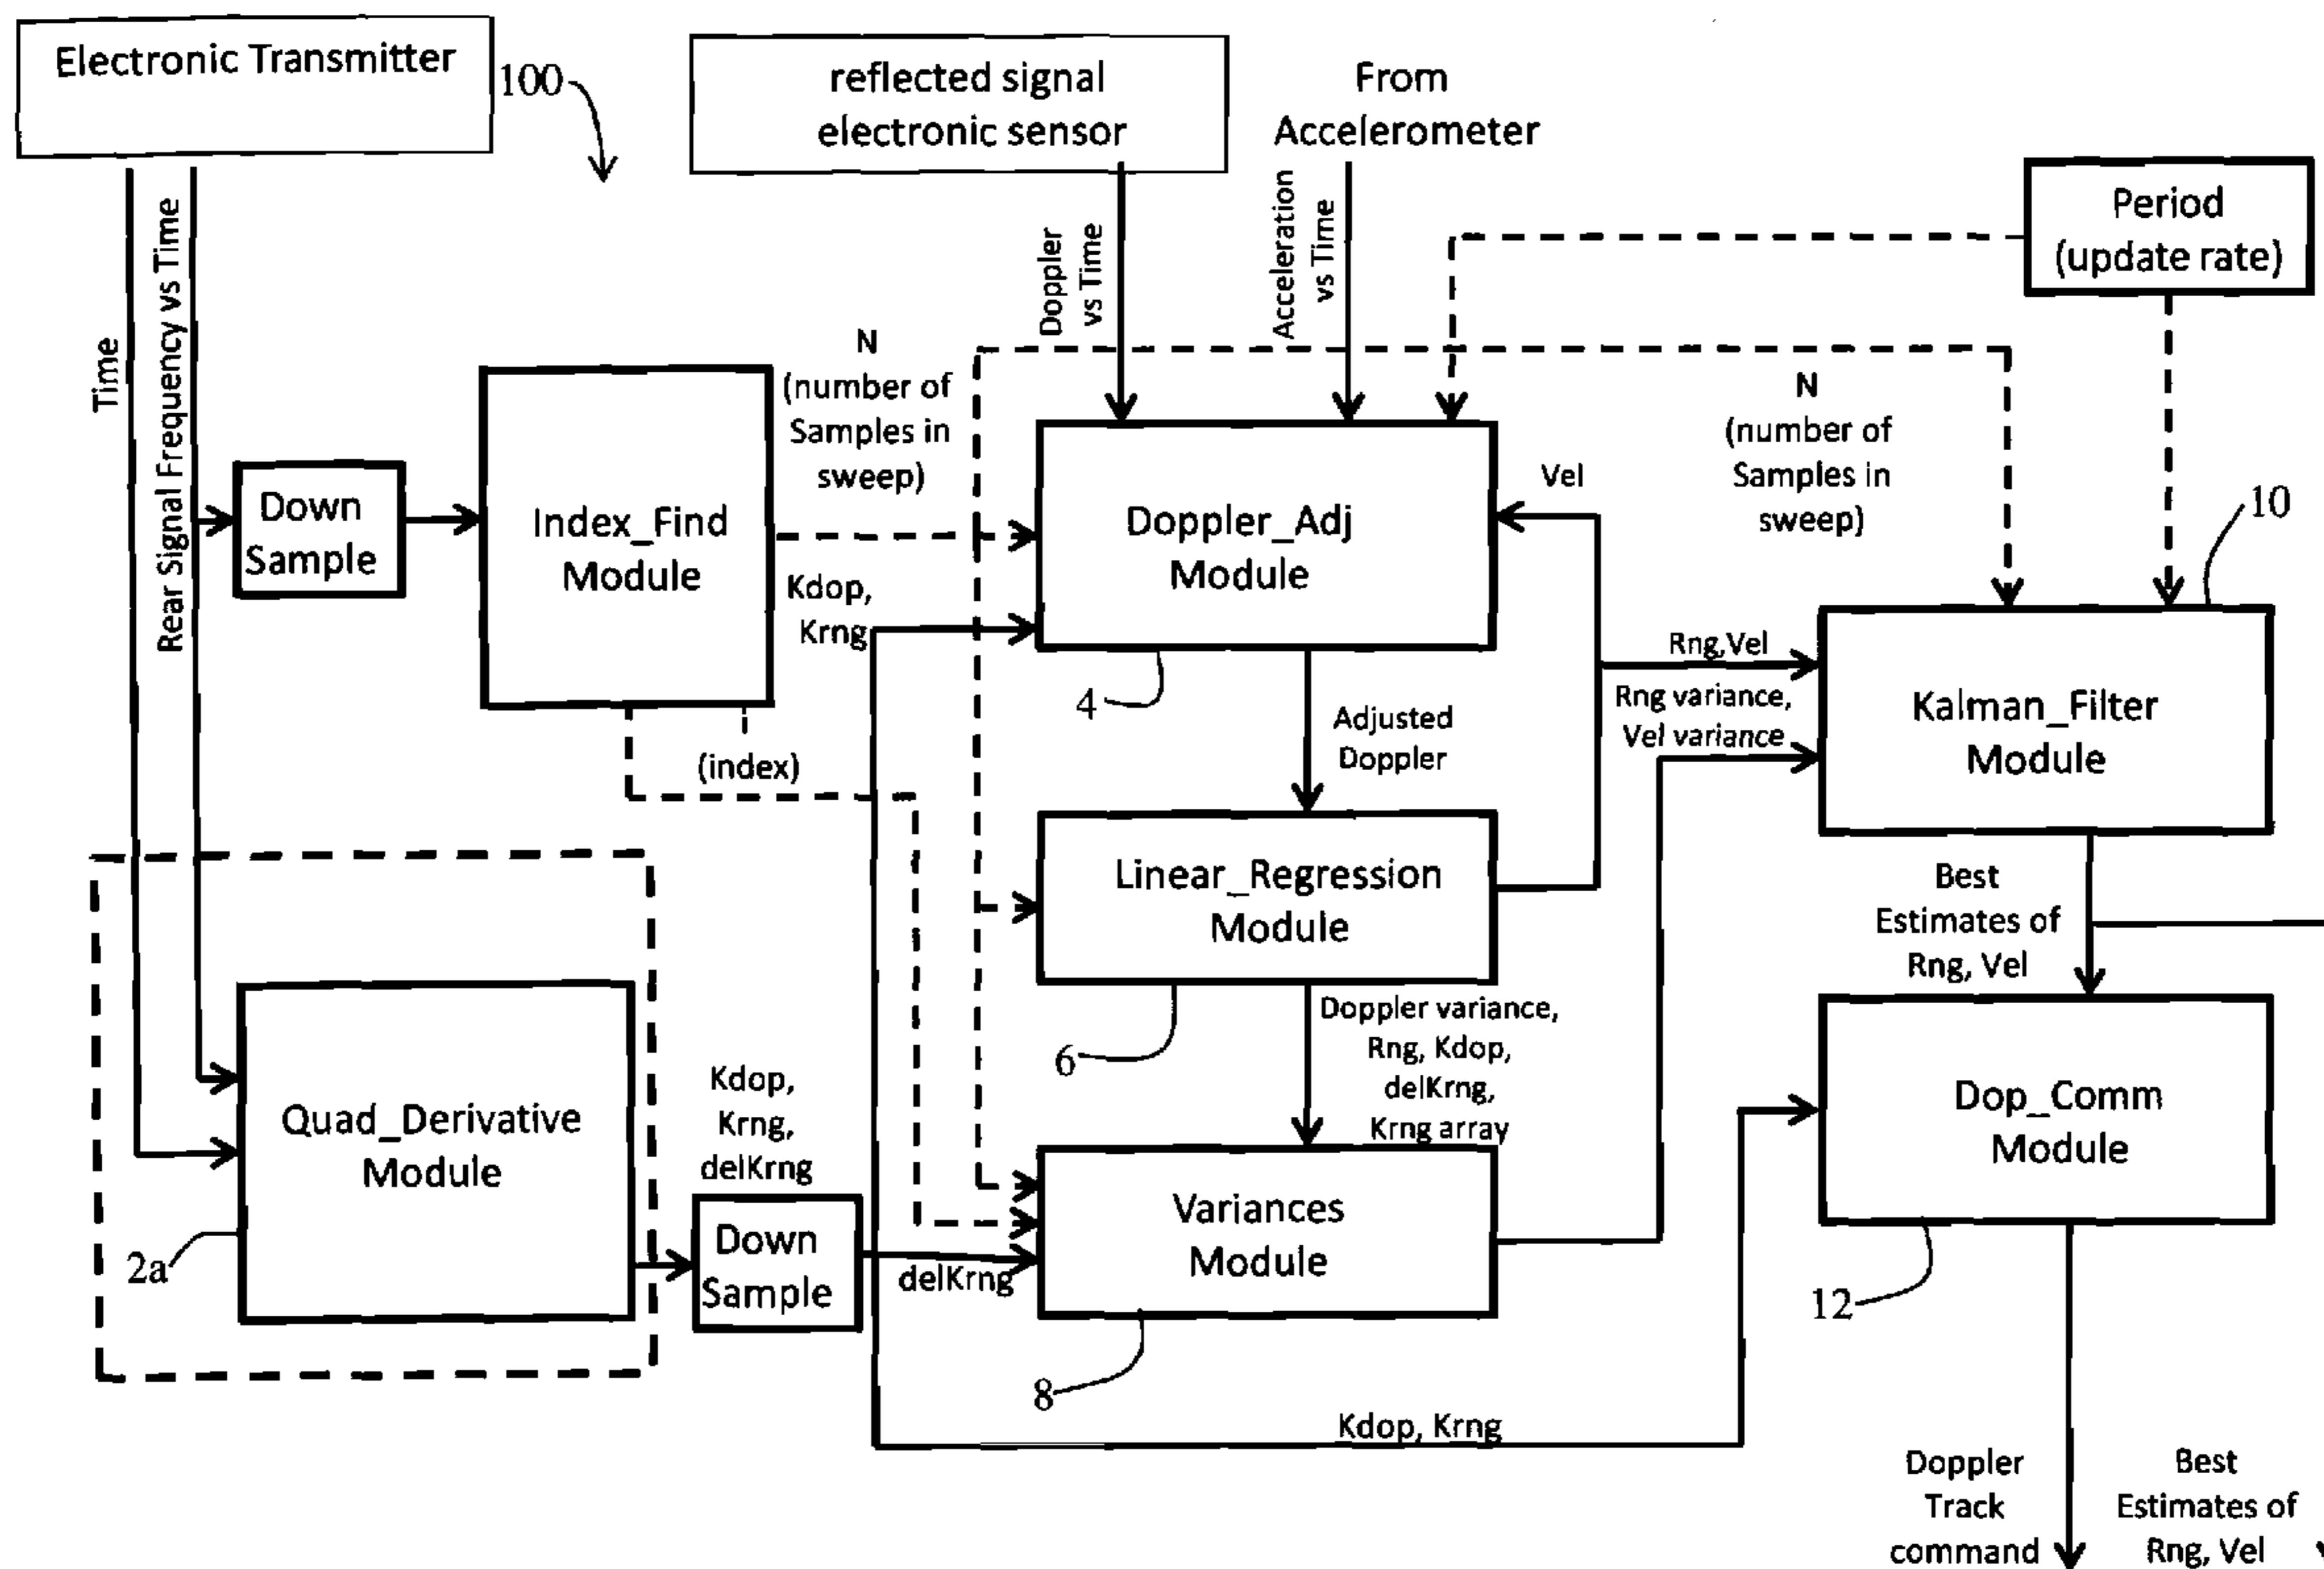 Electronic Transmitter
100
reflected signal
electronic sensor
From
Accelerometer
Period
(update rate)
Time
Rear Signal Frequency vs Time
Doppler
vs Time
Acceleration
vs Time
N
(number of
Samples in
sweep)
N
(number of
Samples in
sweep)
Down
Sample
Index_Find
Module
Doppler_Adj
Module
Vel
10
Kdop,
Krng
4
Rng,Vel
Rng variance,
Vel variance
Kalman_Filter
Module
i
(index)
Adjusted
Doppler
Linear_Regression
Module
Best
Estimates of
Rng, Vel
6
Doppler variance,
Rng, Kdop,
delKrng,
Krng array
Quad_Derivative
Module
2a
Kdop,
Krng,
delKrng
Down
Sample
delKrng
Variances
Module
8
Dop_Comm
Module
12
Kdop, Krng
Doppler
Track
command
Best
Estimates of
Rng, Vel